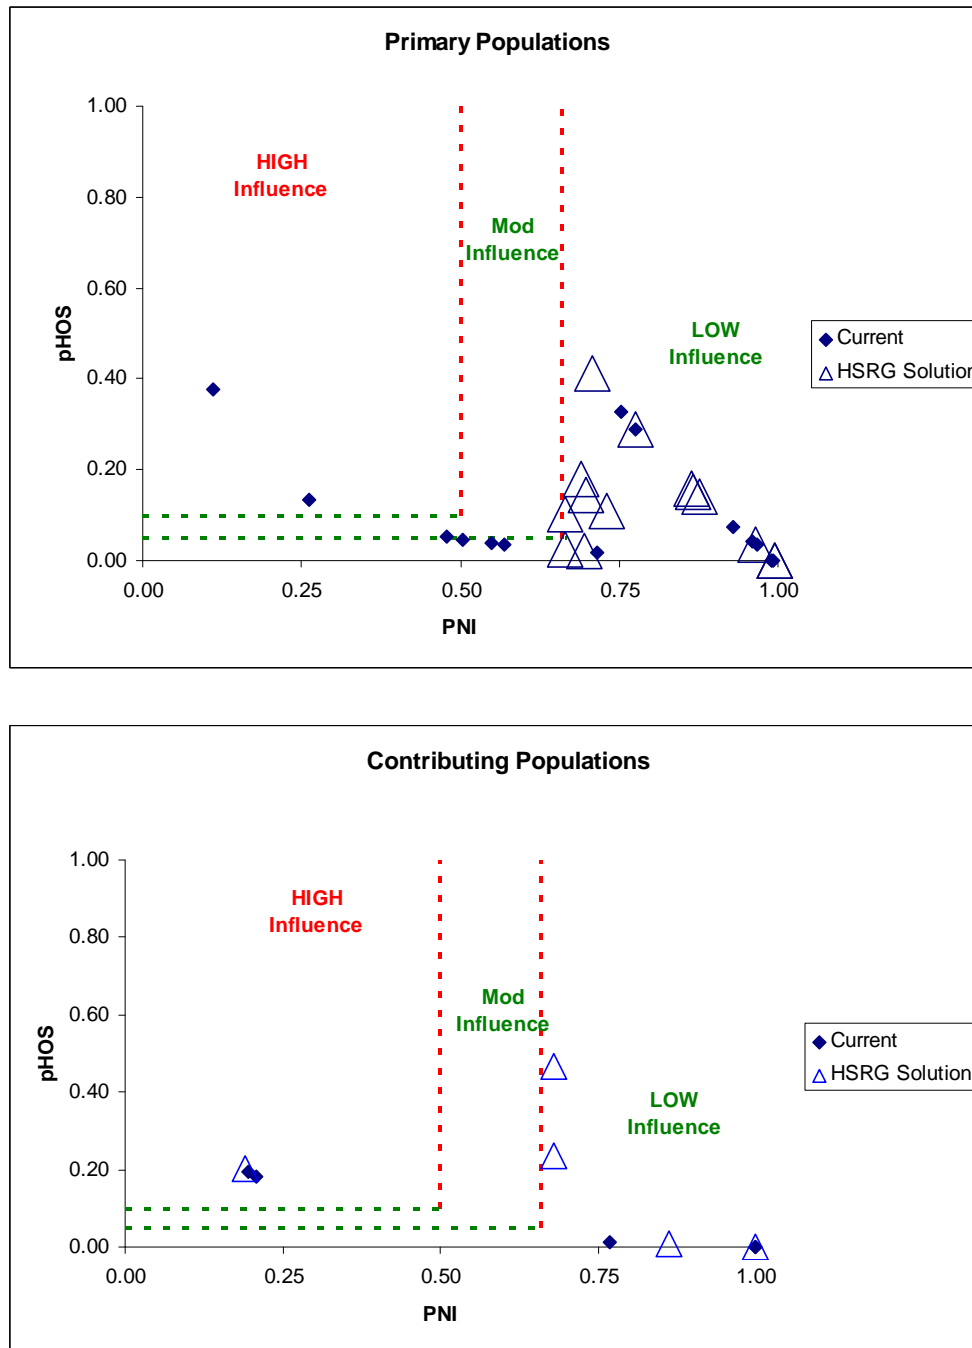 Primary Populations
1.00
HIGH
Influence
0.80
Mod
Influence
0.60
pHOS
LOW
Influence
Current
HSRG Solution
0.40
0.20
0.00
0.00 0.25 0.50 0.75 1.00
PNI
Contributing Populations
1.00
HIGH
Influence
0.80
Mod
Influence
0.60
pHOS
Current
HSRG Solution
0.40
LOW
Influence
0.20
0.00
0.00 0.25 0.50 0.75 1.00
PNI